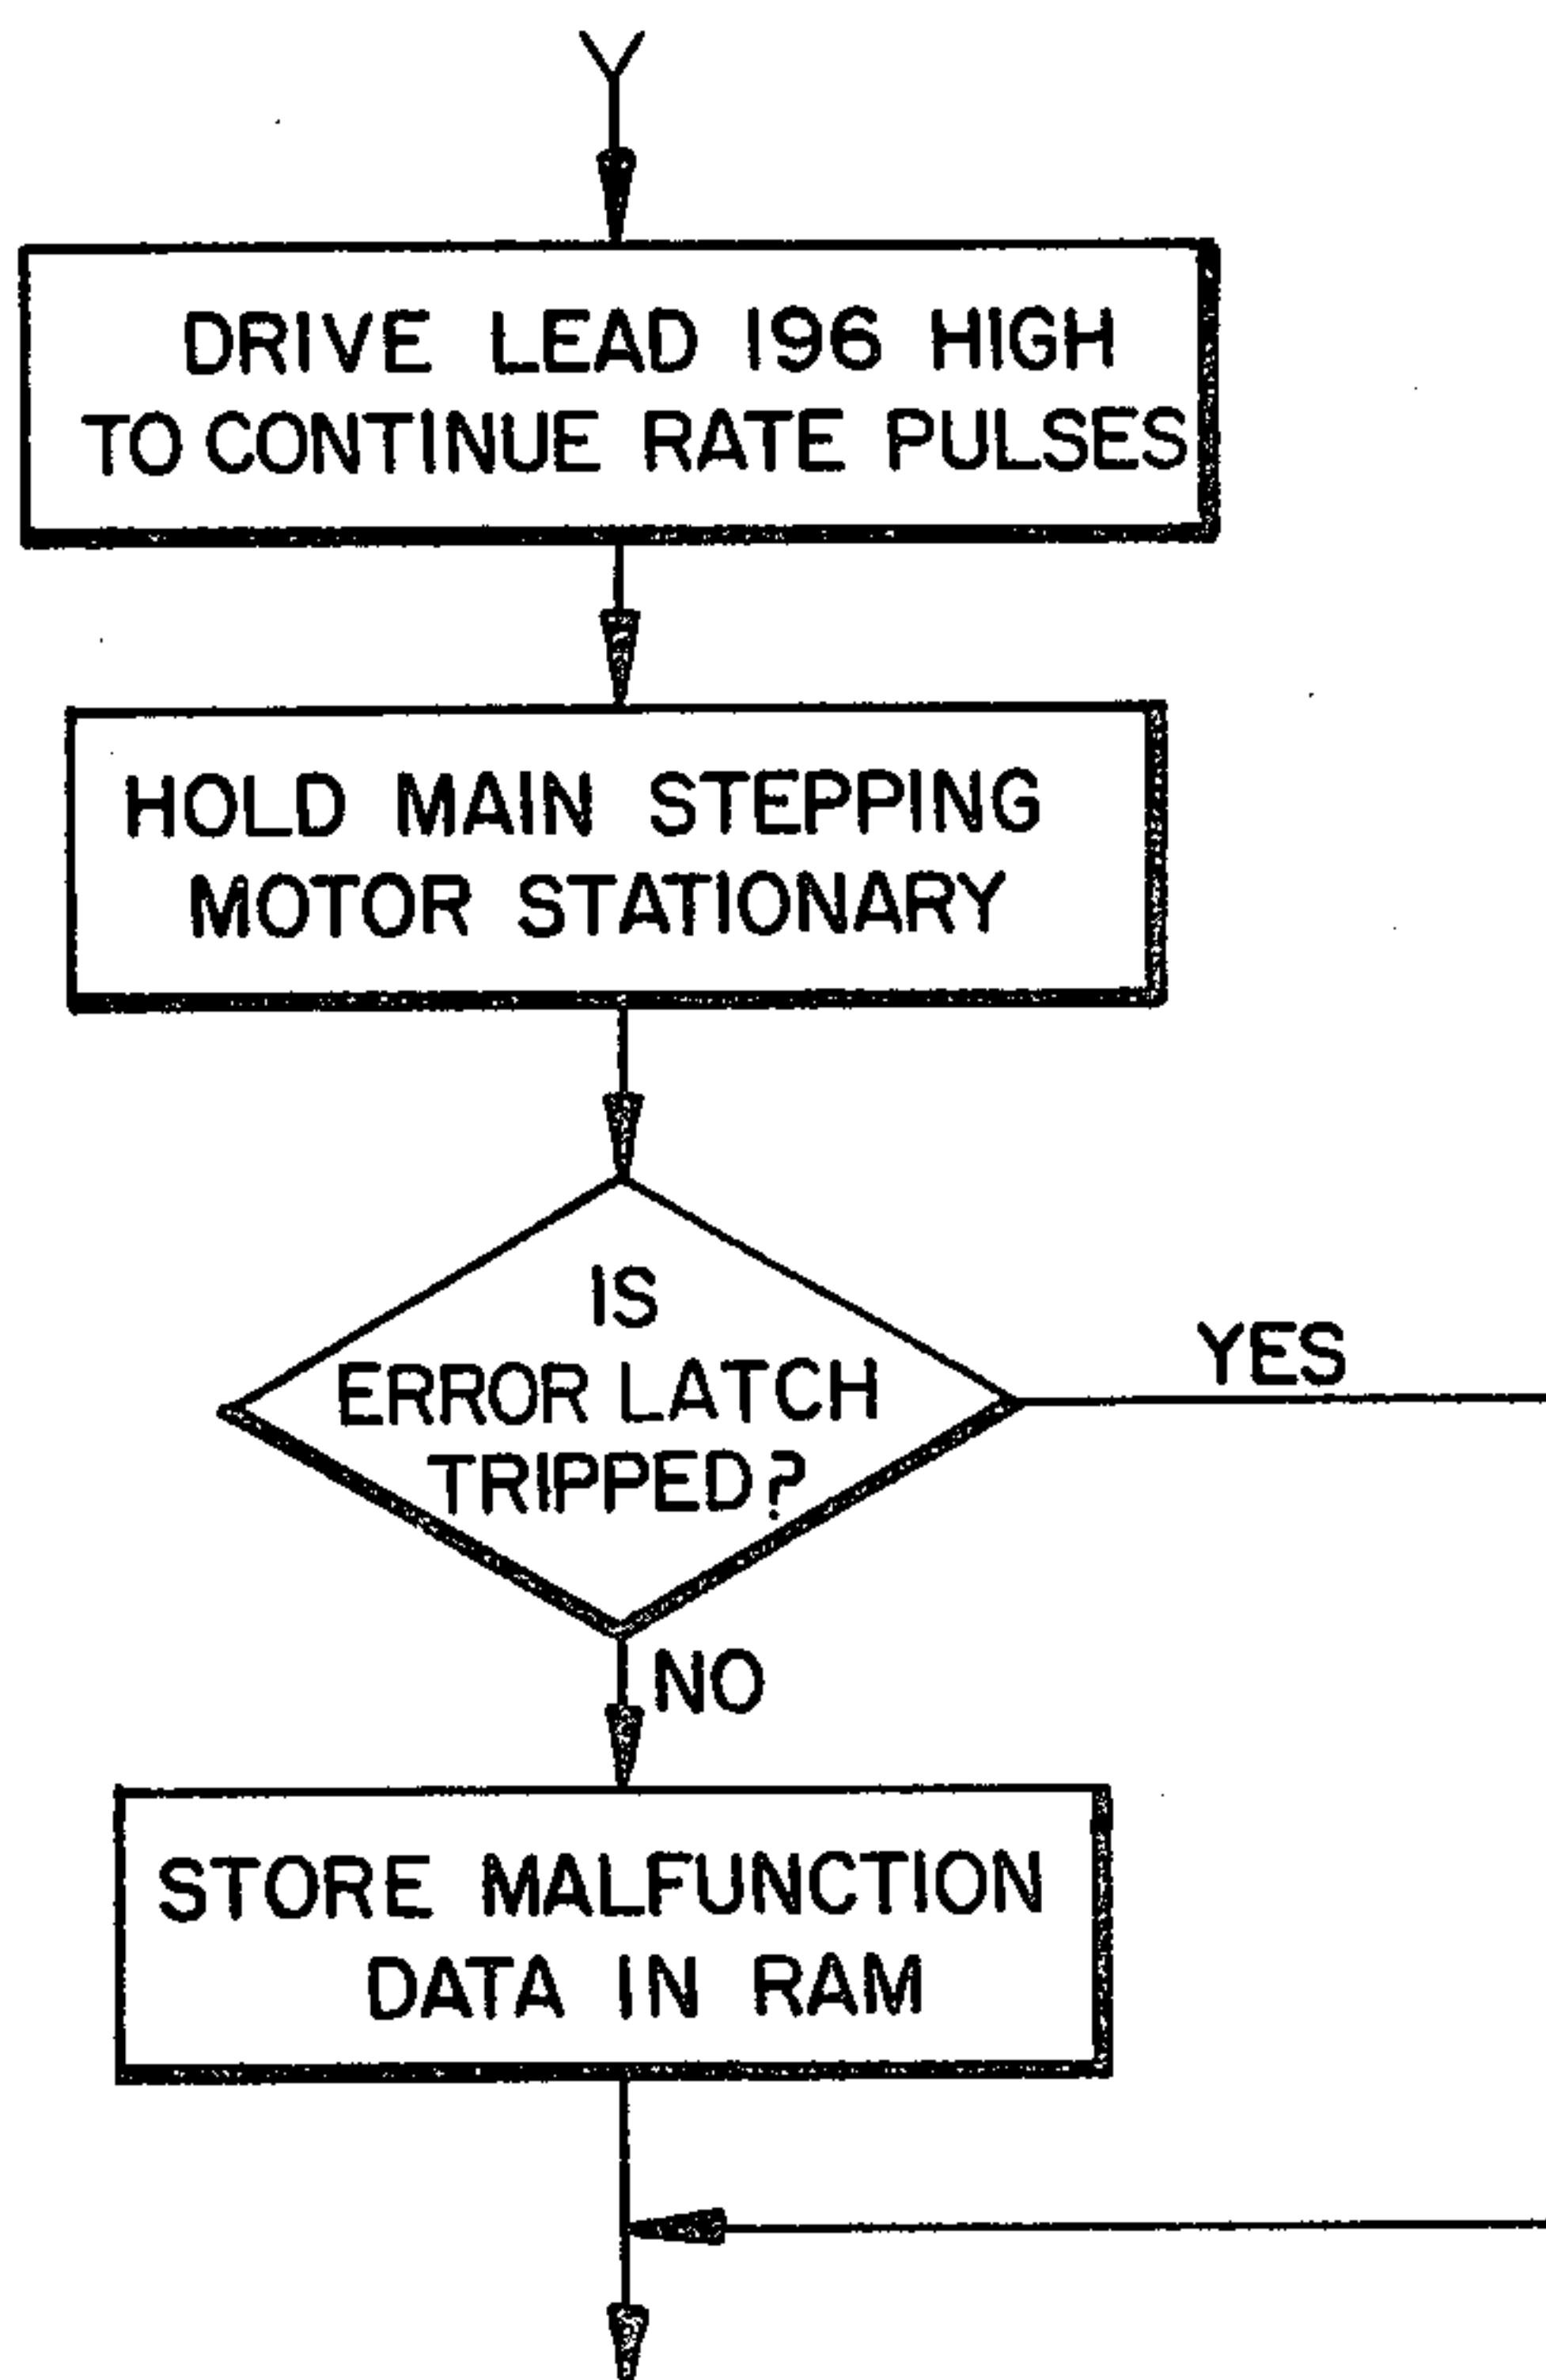 Y
DRIVE LEAD 196 HIGH
TO CONTINUE RATE PULSES
HOLD MAIN STEPPING
MOTOR STATIONARY
IS
ERROR LATCH
TRIPPED?
YES
NO
STORE MALFUNCTION
DATA IN RAM